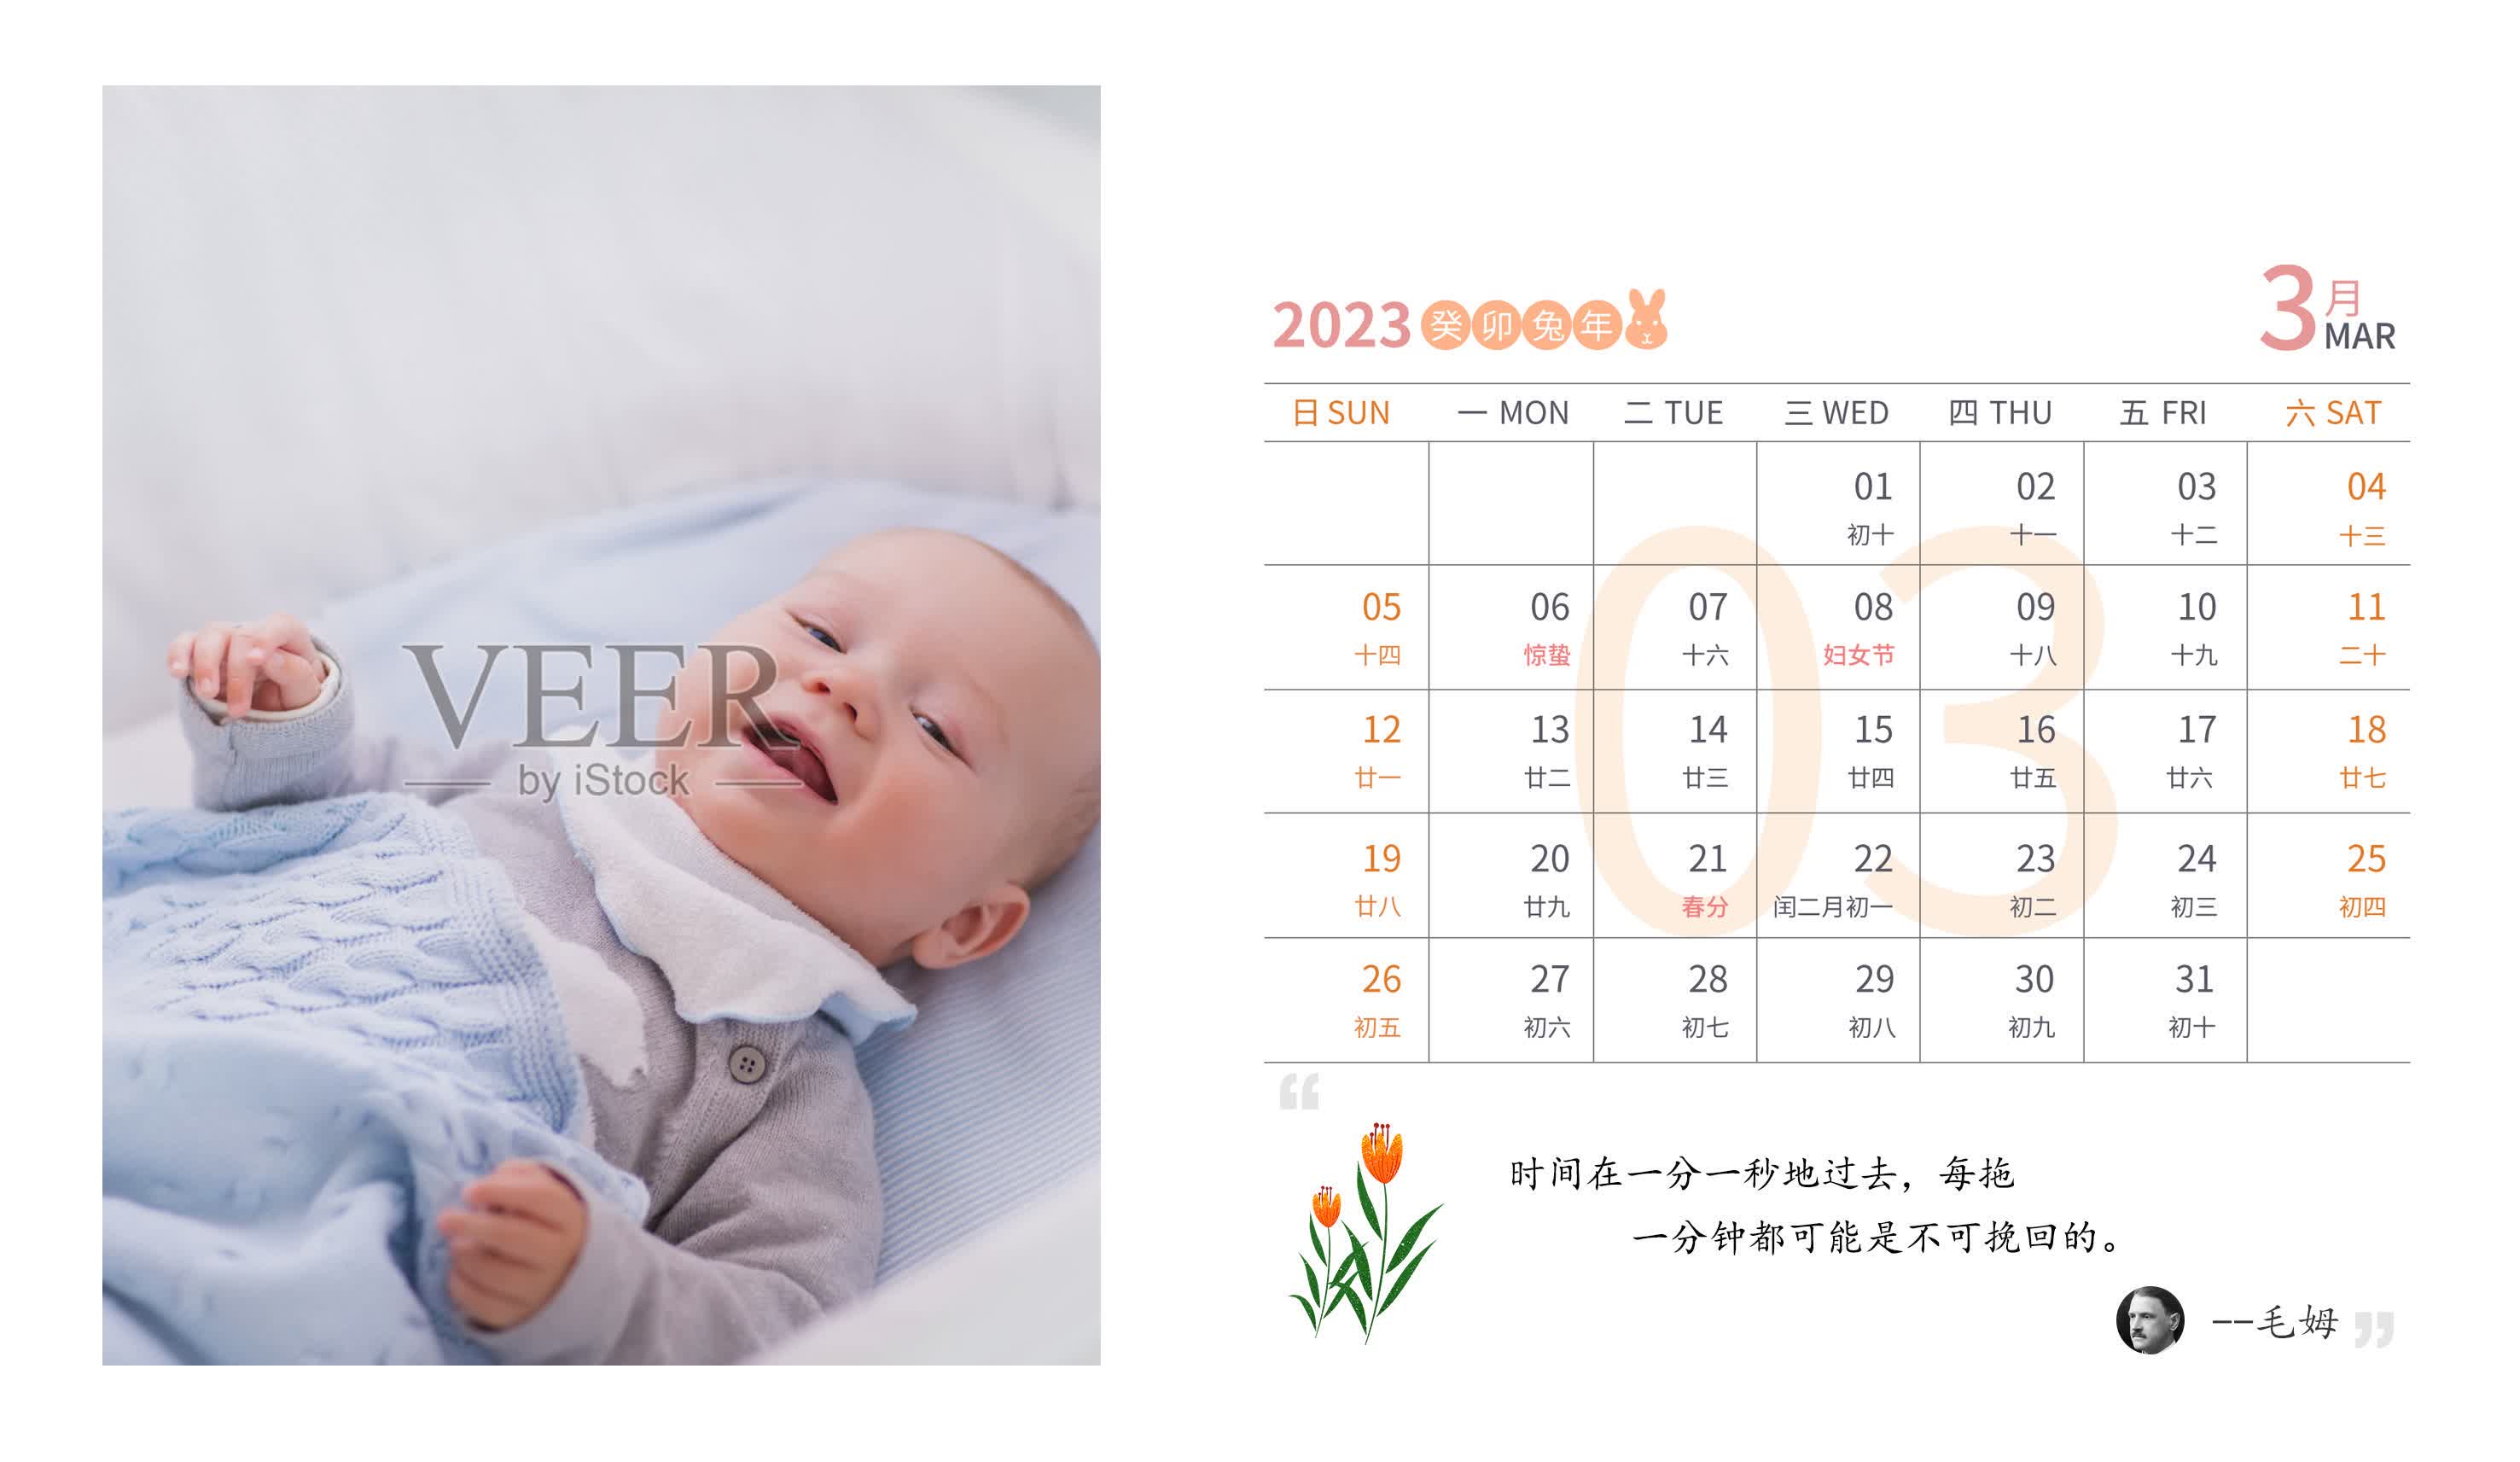 VEER
by iStock
2023 癸卯兔年
3月
MAR
日 SUN 一 MON 二 TUE 三 WED 四 THU 五 FRI 六 SAT
01 02 03 04
初十 十一 十二 十三
05 06 07 08 09 10 11
十四 惊蛰 十六 妇女节 十八 十九 二十
12 13 14 15 16 17 18
廿一 廿二 廿三 廿四 廿五 廿六 廿七
19 20 21 22 23 24 25
廿八 廿九 春分 闰二月初一 初二 初三 初四
26 27 28 29 30 31
初五 初六 初七 初八 初九 初十
03
“
时间在一分一秒地过去，每拖
一分钟都可能是不可挽回的。
--毛姆 ”